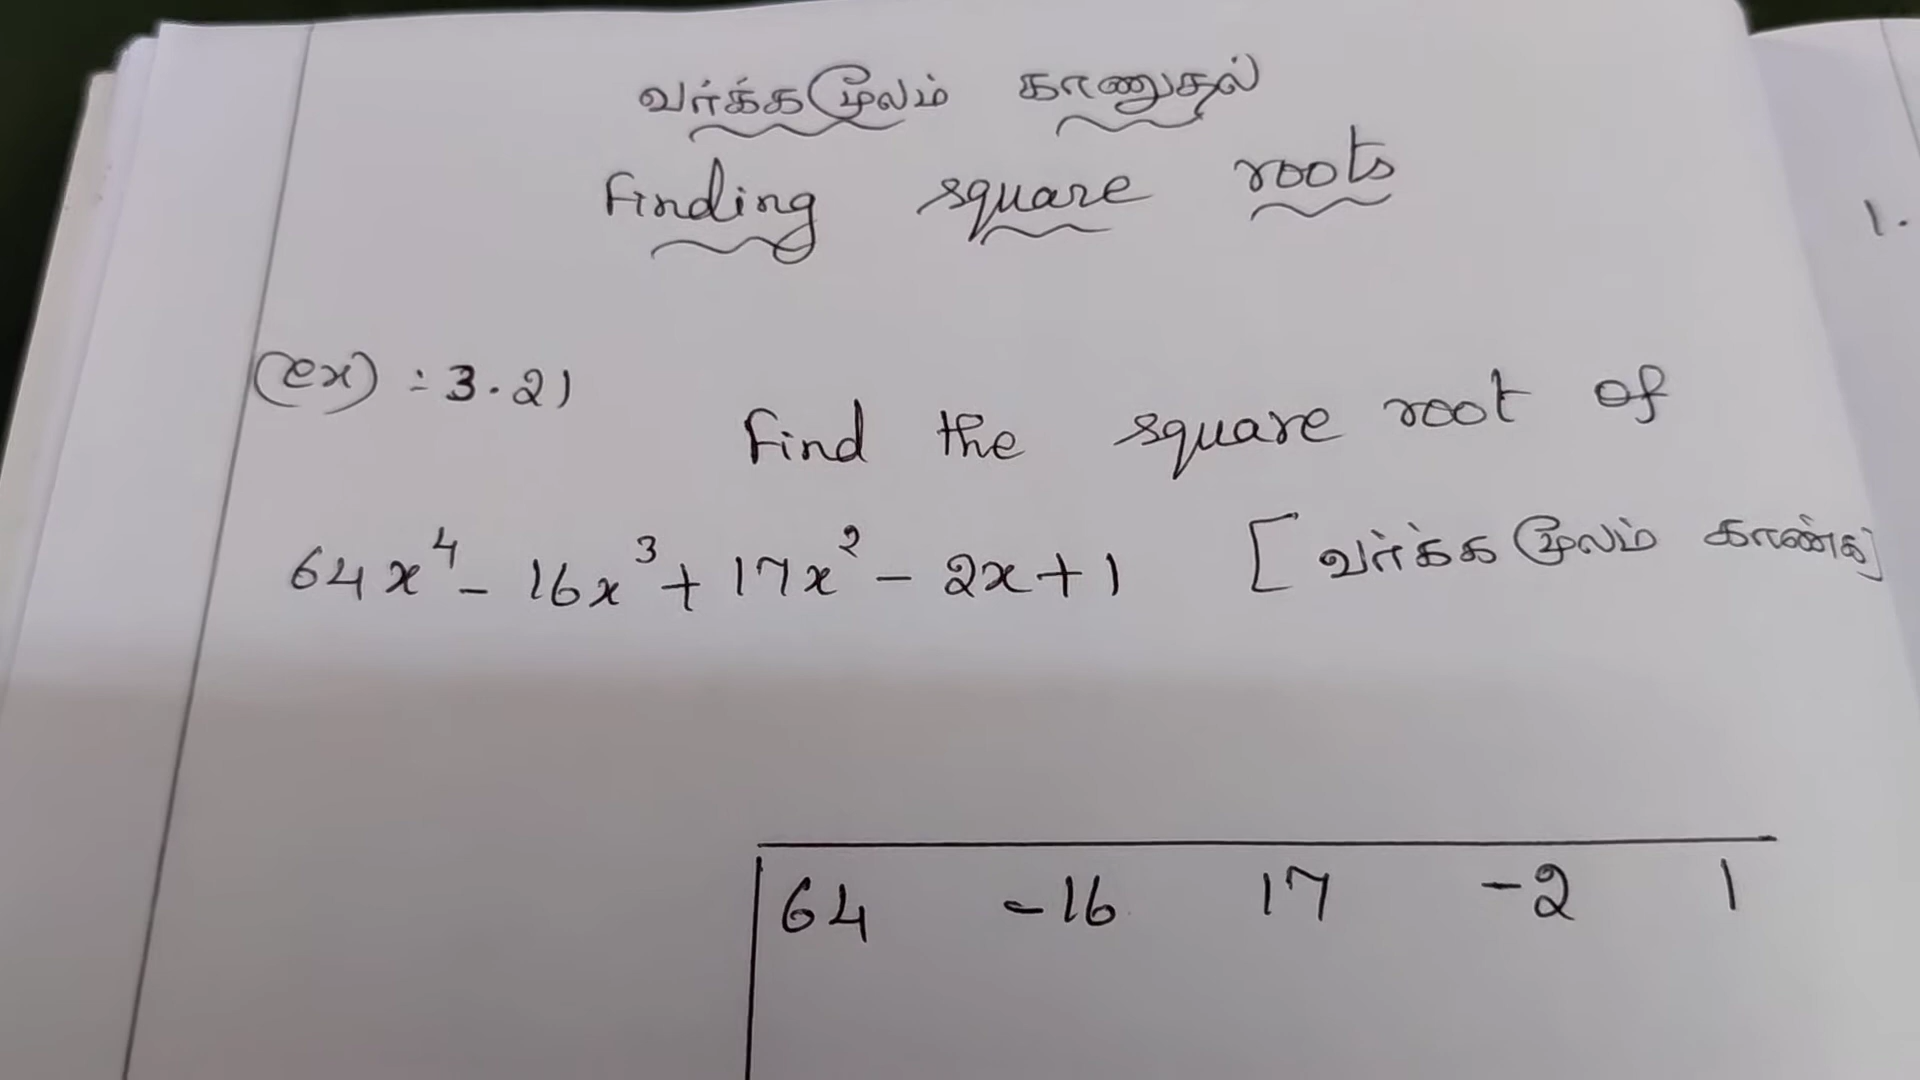 வர்க்கமூலம் காணுதல்
Finding square roots
(ex) : 3.21
Find the square root of
64x⁴ - 16x³ + 17x² - 2x + 1 [வர்க்க மூலம் காண்க]
64 -16 17 -2 1
1.